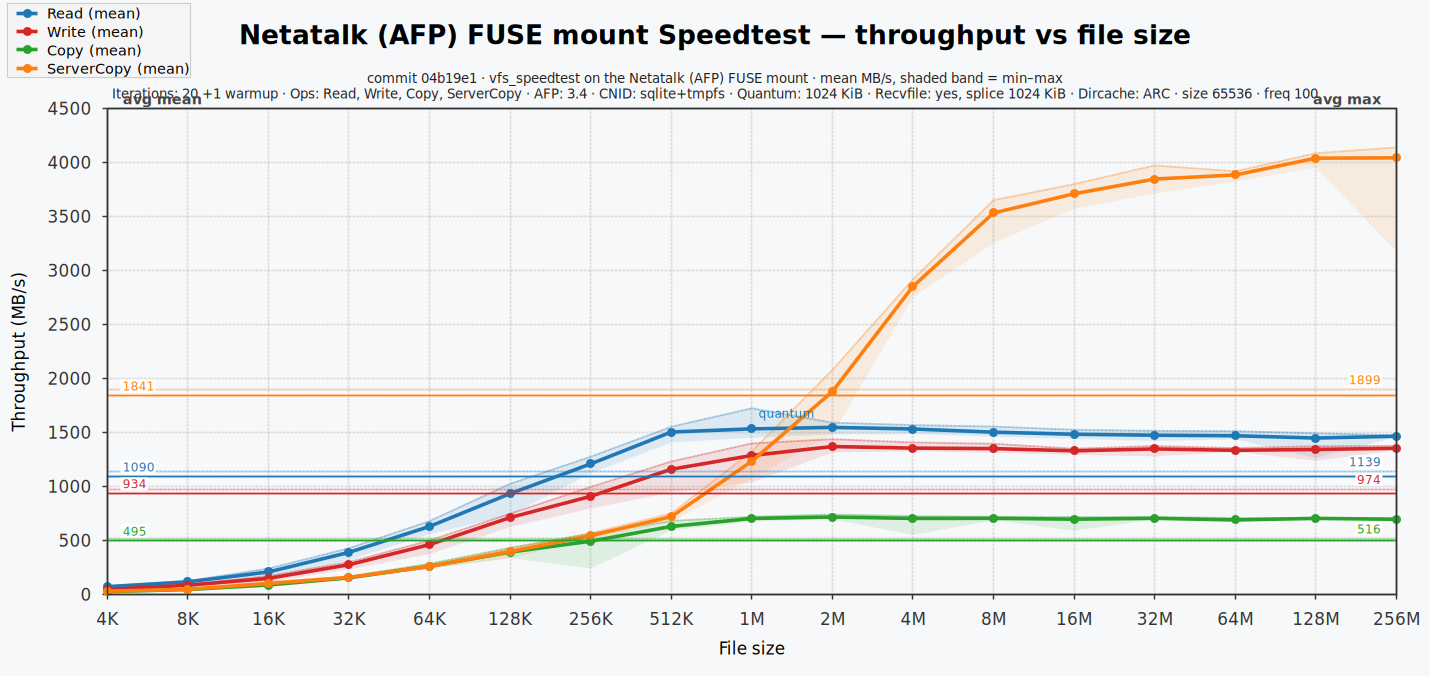 Read (mean)
Write (mean)
Copy (mean)
ServerCopy (mean)
Netatalk (AFP) FUSE mount Speedtest — throughput vs file size
commit 04b19e1 · vfs_speedtest on the Netatalk (AFP) FUSE mount · mean MB/s, shaded band = min–max
Iterations: 20 +1 warmup · Ops: Read, Write, Copy, ServerCopy · AFP: 3.4 · CNID: sqlite+tmpfs · Quantum: 1024 KiB · Recvfile: yes, splice 1024 KiB · Dircache: ARC · size 65536 · freq 100
avg mean
avg max
4500
4000
3500
3000
2500
2000
1500
1000
500
0
Throughput (MB/s)
1841
1899
quantum
1090
1139
934
974
495
516
4K 8K 16K 32K 64K 128K 256K 512K 1M 2M 4M 8M 16M 32M 64M 128M 256M
File size